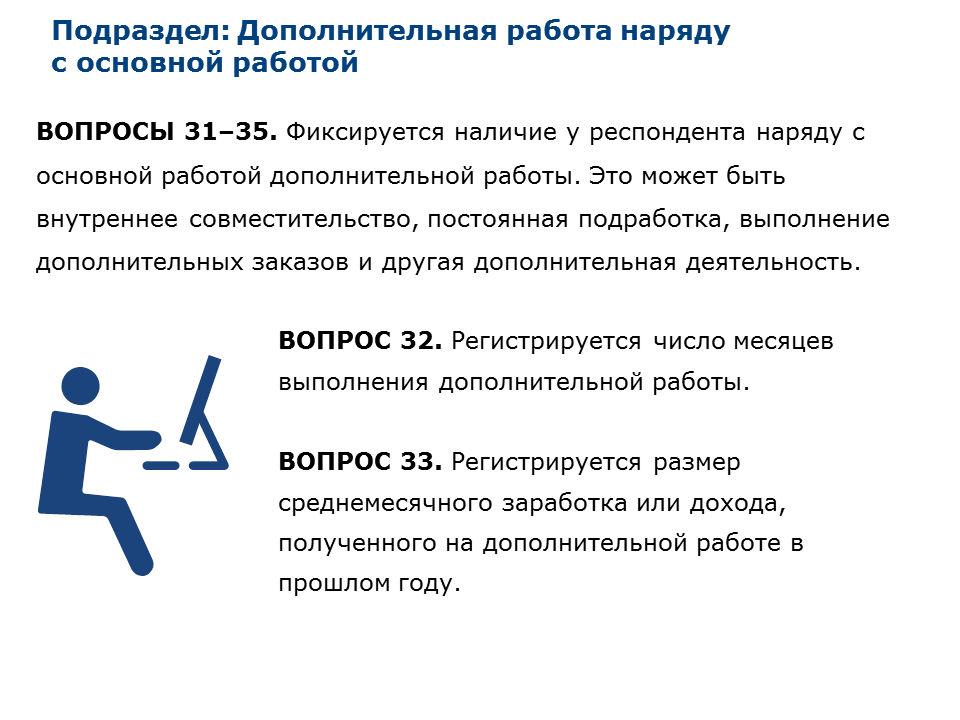 Подраздел: Дополнительная работа наряду
с основной работой
ВОПРОСЫ 31–35. Фиксируется наличие у респондента наряду с
основной работой дополнительной работы. Это может быть
внутреннее совместительство, постоянная подработка, выполнение
дополнительных заказов и другая дополнительная деятельность.
ВОПРОС 32. Регистрируется число месяцев
выполнения дополнительной работы.
ВОПРОС 33. Регистрируется размер
среднемесячного заработка или дохода,
полученного на дополнительной работе в
прошлом году.